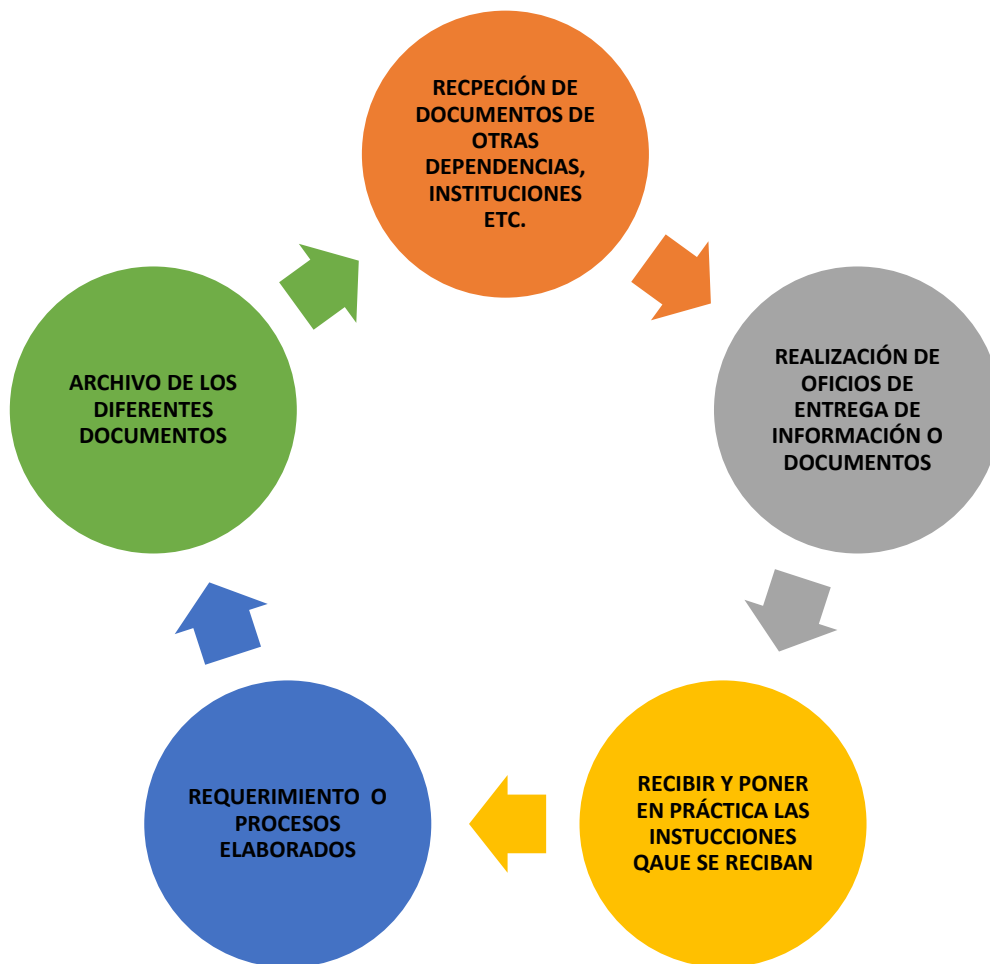 RECPECIÓN DE
DOCUMENTOS DE
OTRAS
DEPENDENCIAS,
INSTITUCIONES
ETC.
REALIZACIÓN DE
OFICIOS DE
ENTREGA DE
INFORMACIÓN O
DOCUMENTOS
RECIBIR Y PONER
EN PRÁCTICA LAS
INSTUCCIONES
QAUE SE RECIBAN
REQUERIMIENTO O
PROCESOS
ELABORADOS
ARCHIVO DE LOS
DIFERENTES
DOCUMENTOS